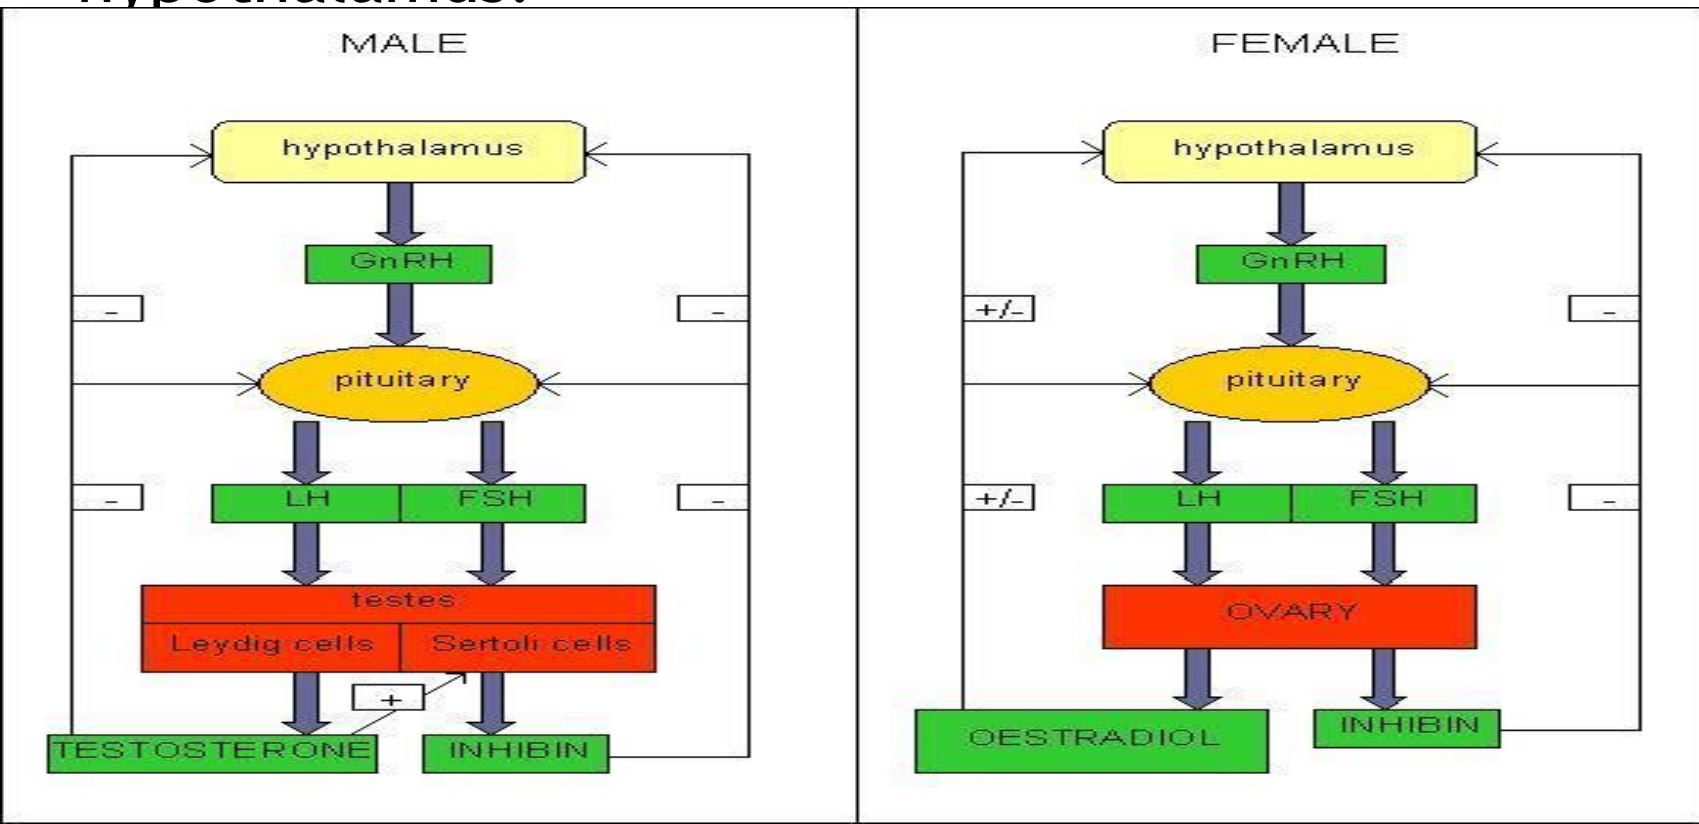 hypothalamus.
MALE
hypothalamus
GnRH
-
-
pituitary
-
-
LH
FSH
testes
Leydig cells
Sertoli cells
+
TESTOSTERONE
INHIBIN
FEMALE
hypothalamus
GnRH
+/-
-
pituitary
+/-
-
LH
FSH
OVARY
OESTRADIOL
INHIBIN